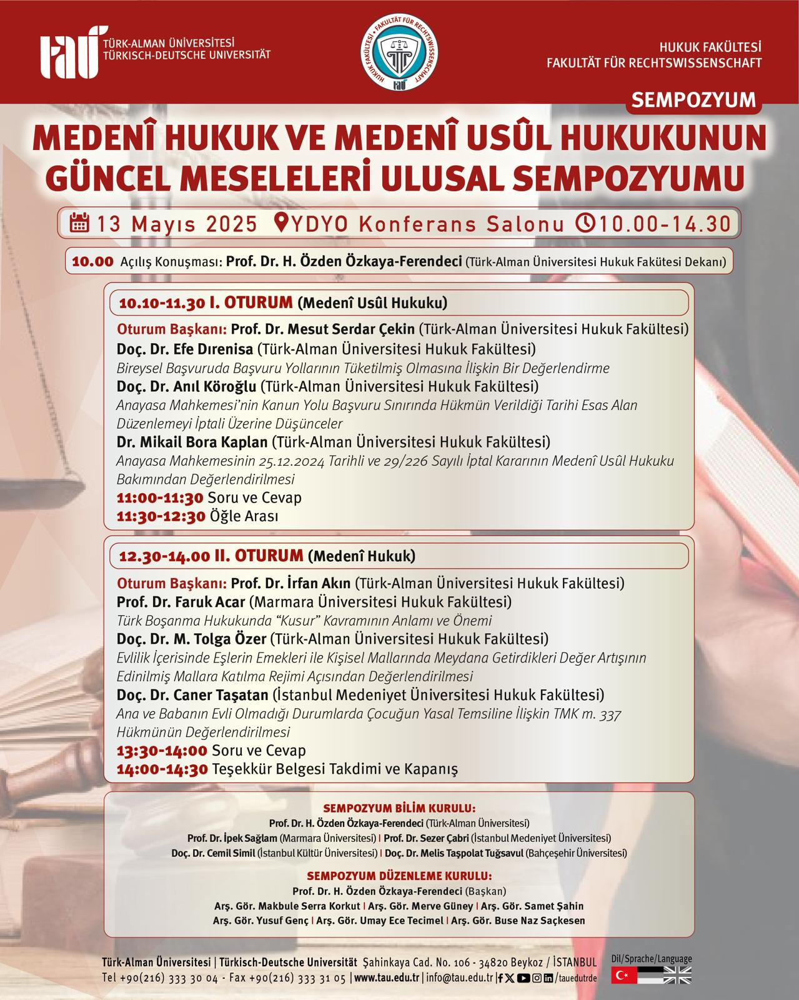 tau
TÜRK-ALMAN ÜNİVERSİTESİ
TÜRKISCH-DEUTSCHE UNIVERSITÄT
HUKUK FAKÜLTESİ • FAKULTÄT FÜR RECHTSWISSENSCHAFT
tau
HUKUK FAKÜLTESİ
FAKULTÄT FÜR RECHTSWISSENSCHAFT
SEMPOZYUM
MEDENÎ HUKUK VE MEDENÎ USÛL HUKUKUNUN
GÜNCEL MESELELERİ ULUSAL SEMPOZYUMU
13 Mayıs 2025 YDYO Konferans Salonu 10.00-14.30
10.00 Açılış Konuşması: Prof. Dr. H. Özden Özkaya-Ferendeci (Türk-Alman Üniversitesi Hukuk Fakütesi Dekanı)
10.10-11.30 I. OTURUM (Medenî Usûl Hukuku)
Oturum Başkanı: Prof. Dr. Mesut Serdar Çekin (Türk-Alman Üniversitesi Hukuk Fakültesi)
Doç. Dr. Efe Dırenisa (Türk-Alman Üniversitesi Hukuk Fakültesi)
Bireysel Başvuruda Başvuru Yollarının Tüketilmiş Olmasına İlişkin Bir Değerlendirme
Doç. Dr. Anıl Köroğlu (Türk-Alman Üniversitesi Hukuk Fakültesi)
Anayasa Mahkemesi’nin Kanun Yolu Başvuru Sınırında Hükmün Verildiği Tarihi Esas Alan
Düzenlemeyi İptali Üzerine Düşünceler
Dr. Mikail Bora Kaplan (Türk-Alman Üniversitesi Hukuk Fakültesi)
Anayasa Mahkemesinin 25.12.2024 Tarihli ve 29/226 Sayılı İptal Kararının Medenî Usûl Hukuku
Bakımından Değerlendirilmesi
11:00-11:30 Soru ve Cevap
11:30-12:30 Öğle Arası
12.30-14.00 II. OTURUM (Medenî Hukuk)
Oturum Başkanı: Prof. Dr. İrfan Akın (Türk-Alman Üniversitesi Hukuk Fakültesi)
Prof. Dr. Faruk Acar (Marmara Üniversitesi Hukuk Fakültesi)
Türk Boşanma Hukukunda “Kusur” Kavramının Anlamı ve Önemi
Doç. Dr. M. Tolga Özer (Türk-Alman Üniversitesi Hukuk Fakültesi)
Evlilik İçerisinde Eşlerin Emekleri ile Kişisel Mallarında Meydana Getirdikleri Değer Artışının
Edinilmiş Mallara Katılma Rejimi Açısından Değerlendirilmesi
Doç. Dr. Caner Taşatan (İstanbul Medeniyet Üniversitesi Hukuk Fakültesi)
Ana ve Babanın Evli Olmadığı Durumlarda Çocuğun Yasal Temsiline İlişkin TMK m. 337
Hükmünün Değerlendirilmesi
13:30-14:00 Soru ve Cevap
14:00-14:30 Teşekkür Belgesi Takdimi ve Kapanış
SEMPOZYUM BİLİM KURULU:
Prof. Dr. H. Özden Özkaya-Ferendeci (Türk-Alman Üniversitesi)
Prof. Dr. İpek Sağlam (Marmara Üniversitesi) | Prof. Dr. Sezer Çabri (İstanbul Medeniyet Üniversitesi)
Doç. Dr. Cemil Simil (İstanbul Kültür Üniversitesi) | Doç. Dr. Melis Taşpolat Tuğsavul (Bahçeşehir Üniversitesi)
SEMPOZYUM DÜZENLEME KURULU:
Prof. Dr. H. Özden Özkaya-Ferendeci (Başkan)
Arş. Gör. Makbule Serra Korkut | Arş. Gör. Merve Güney | Arş. Gör. Samet Şahin
Arş. Gör. Yusuf Genç | Arş. Gör. Umay Ece Tecimel | Arş. Gör. Buse Naz Saçkesen
Türk-Alman Üniversitesi | Türkisch-Deutsche Universität Şahinkaya Cad. No. 106 - 34820 Beykoz / İSTANBUL
Tel +90(216) 333 30 04 - Fax +90(216) 333 31 05 | www.tau.edu.tr | info@tau.edu.tr | /tauedutrde
Dil/Sprache/Language